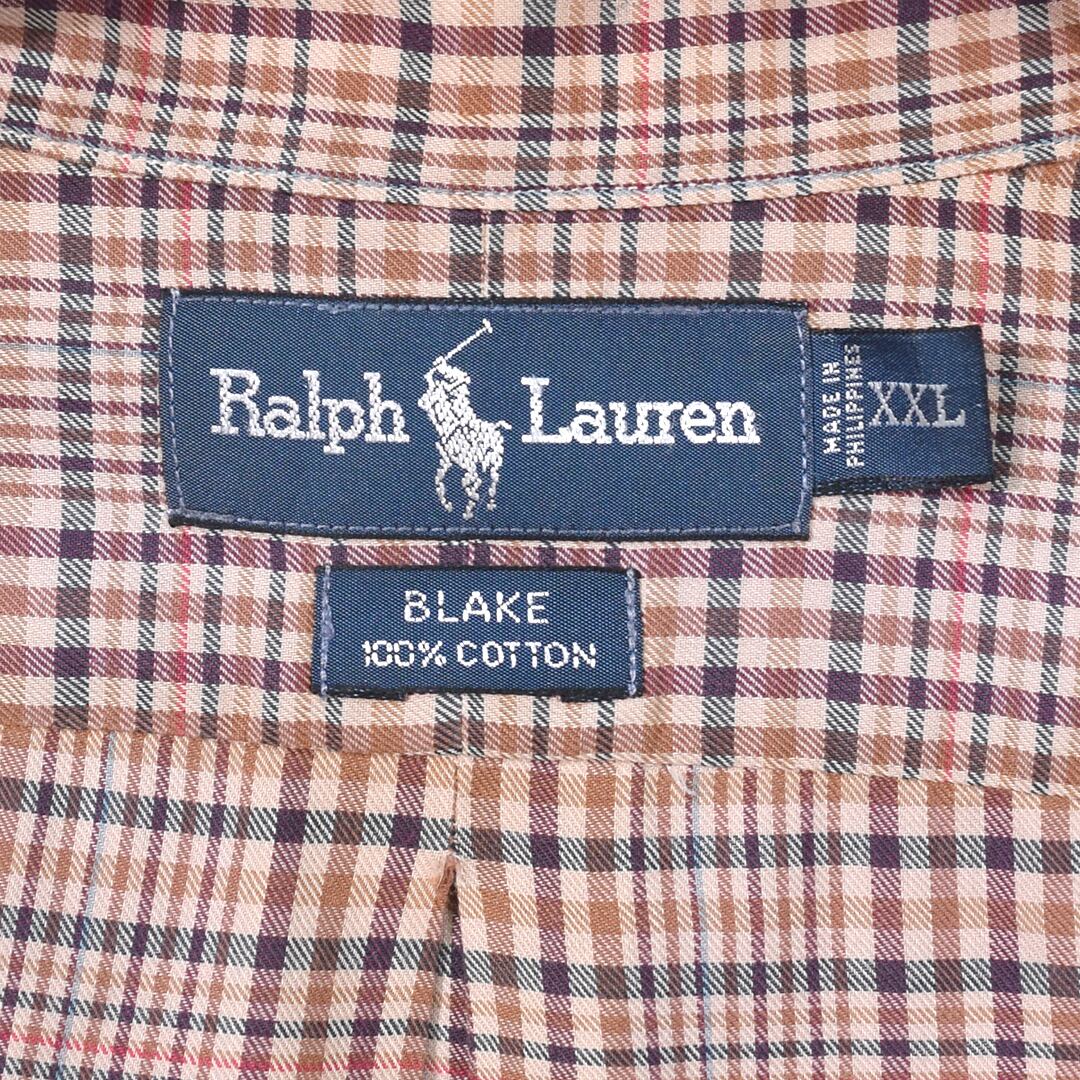 Ralph Lauren
MADE IN
PHILIPPINES
XXL
BLAKE
100% COTTON